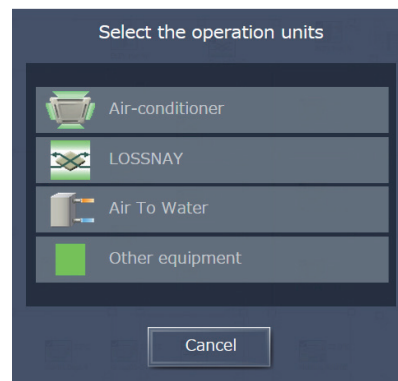 Select the operation units
Air-conditioner
LOSSNAY
Air To Water
Other equipment
Cancel